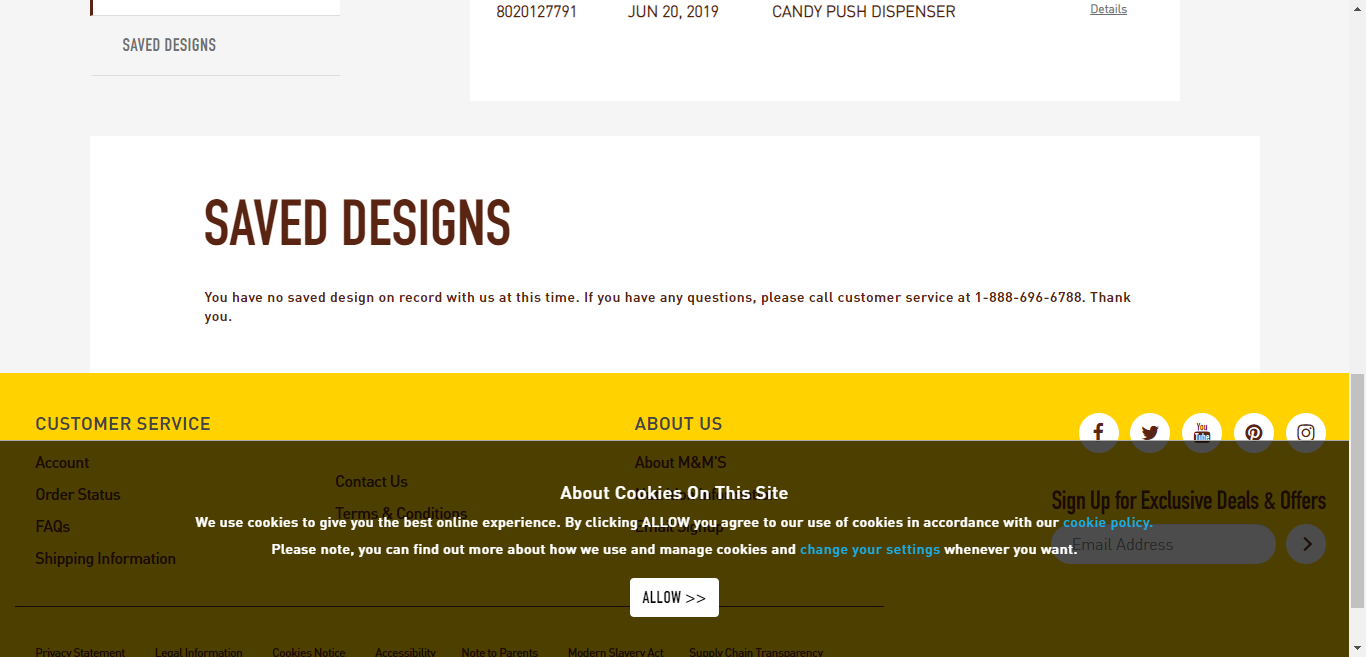 8020127791 JUN 20, 2019 CANDY PUSH DISPENSER Details
SAVED DESIGNS
SAVED DESIGNS
You have no saved design on record with us at this time. If you have any questions, please call customer service at 1-888-696-6788. Thank
you.
CUSTOMER SERVICE
Account
Order Status
FAQs
Shipping Information
Contact Us
Terms & Conditions
ABOUT US
About M&M'S
Email Signup
You
Tube
Sign Up for Exclusive Deals & Offers
Email Address
About Cookies On This Site
We use cookies to give you the best online experience. By clicking ALLOW you agree to our use of cookies in accordance with our cookie policy.
Please note, you can find out more about how we use and manage cookies and change your settings whenever you want.
ALLOW >>
Privacy Statement Legal Information Cookies Notice Accessibility Note to Parents Modern Slavery Act Supply Chain Transparency